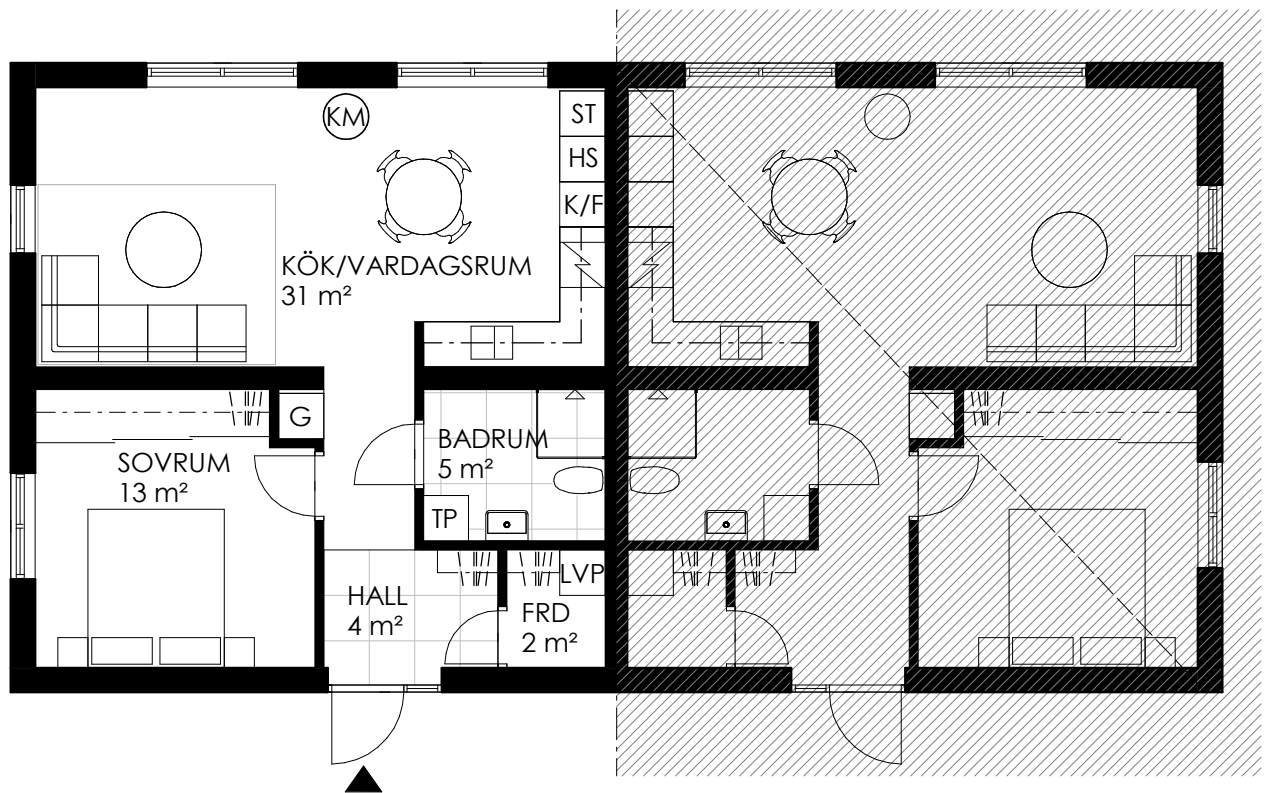 KM
ST
HS
K/F
KÖK/VARDAGSRUM
31 m²
G
SOVRUM
13 m²
BADRUM
5 m²
TP
HALL
4 m²
LVP
FRD
2 m²